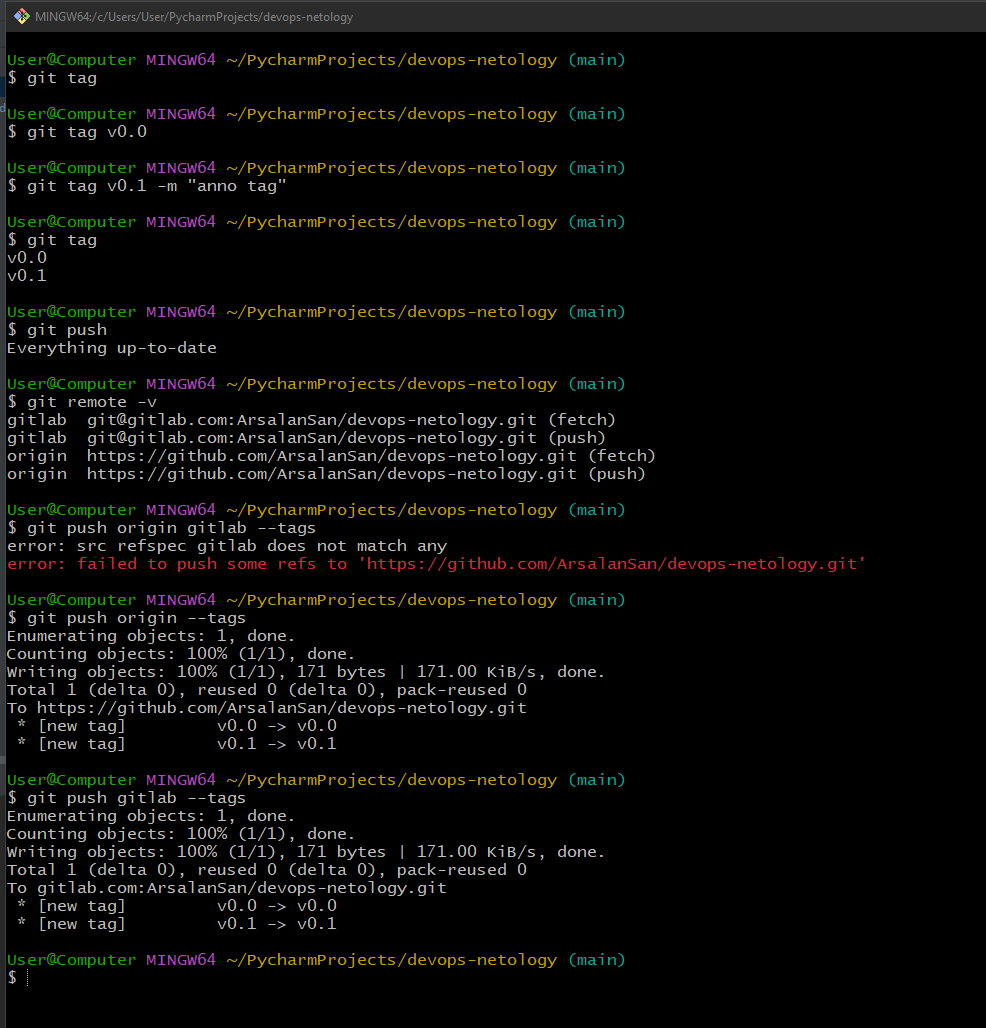 MINGW64:/c/Users/User/PycharmProjects/devops-netology
User@Computer MINGW64 ~/PycharmProjects/devops-netology (main)
$ git tag
User@Computer MINGW64 ~/PycharmProjects/devops-netology (main)
$ git tag v0.0
User@Computer MINGW64 ~/PycharmProjects/devops-netology (main)
$ git tag v0.1 -m "anno tag"
User@Computer MINGW64 ~/PycharmProjects/devops-netology (main)
$ git tag
v0.0
v0.1
User@Computer MINGW64 ~/PycharmProjects/devops-netology (main)
$ git push
Everything up-to-date
User@Computer MINGW64 ~/PycharmProjects/devops-netology (main)
$ git remote -v
gitlab  git@gitlab.com:ArsalanSan/devops-netology.git (fetch)
gitlab  git@gitlab.com:ArsalanSan/devops-netology.git (push)
origin  https://github.com/ArsalanSan/devops-netology.git (fetch)
origin  https://github.com/ArsalanSan/devops-netology.git (push)
User@Computer MINGW64 ~/PycharmProjects/devops-netology (main)
$ git push origin gitlab --tags
error: src refspec gitlab does not match any
error: failed to push some refs to 'https://github.com/ArsalanSan/devops-netology.git'
User@Computer MINGW64 ~/PycharmProjects/devops-netology (main)
$ git push origin --tags
Enumerating objects: 1, done.
Counting objects: 100% (1/1), done.
Writing objects: 100% (1/1), 171 bytes | 171.00 KiB/s, done.
Total 1 (delta 0), reused 0 (delta 0), pack-reused 0
To https://github.com/ArsalanSan/devops-netology.git
 * [new tag]         v0.0 -> v0.0
 * [new tag]         v0.1 -> v0.1
User@Computer MINGW64 ~/PycharmProjects/devops-netology (main)
$ git push gitlab --tags
Enumerating objects: 1, done.
Counting objects: 100% (1/1), done.
Writing objects: 100% (1/1), 171 bytes | 171.00 KiB/s, done.
Total 1 (delta 0), reused 0 (delta 0), pack-reused 0
To gitlab.com:ArsalanSan/devops-netology.git
 * [new tag]         v0.0 -> v0.0
 * [new tag]         v0.1 -> v0.1
User@Computer MINGW64 ~/PycharmProjects/devops-netology (main)
$